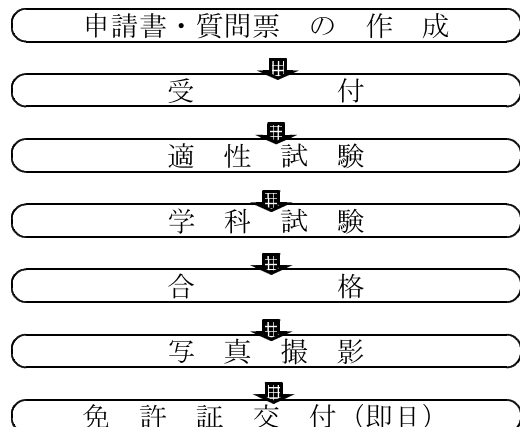 申請書・質問票 の 作 成
受 付
適 性 試 験
学 科 試 験
合 格
写 真 撮 影
免 許 証 交 付（即日）